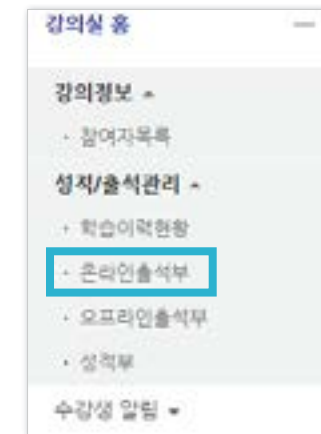 강의실 홈
강의정보
· 참여자목록
성적/출석관리
· 학습이력현황
· 온라인출석부
· 오프라인출석부
· 성적부
수강생 알림